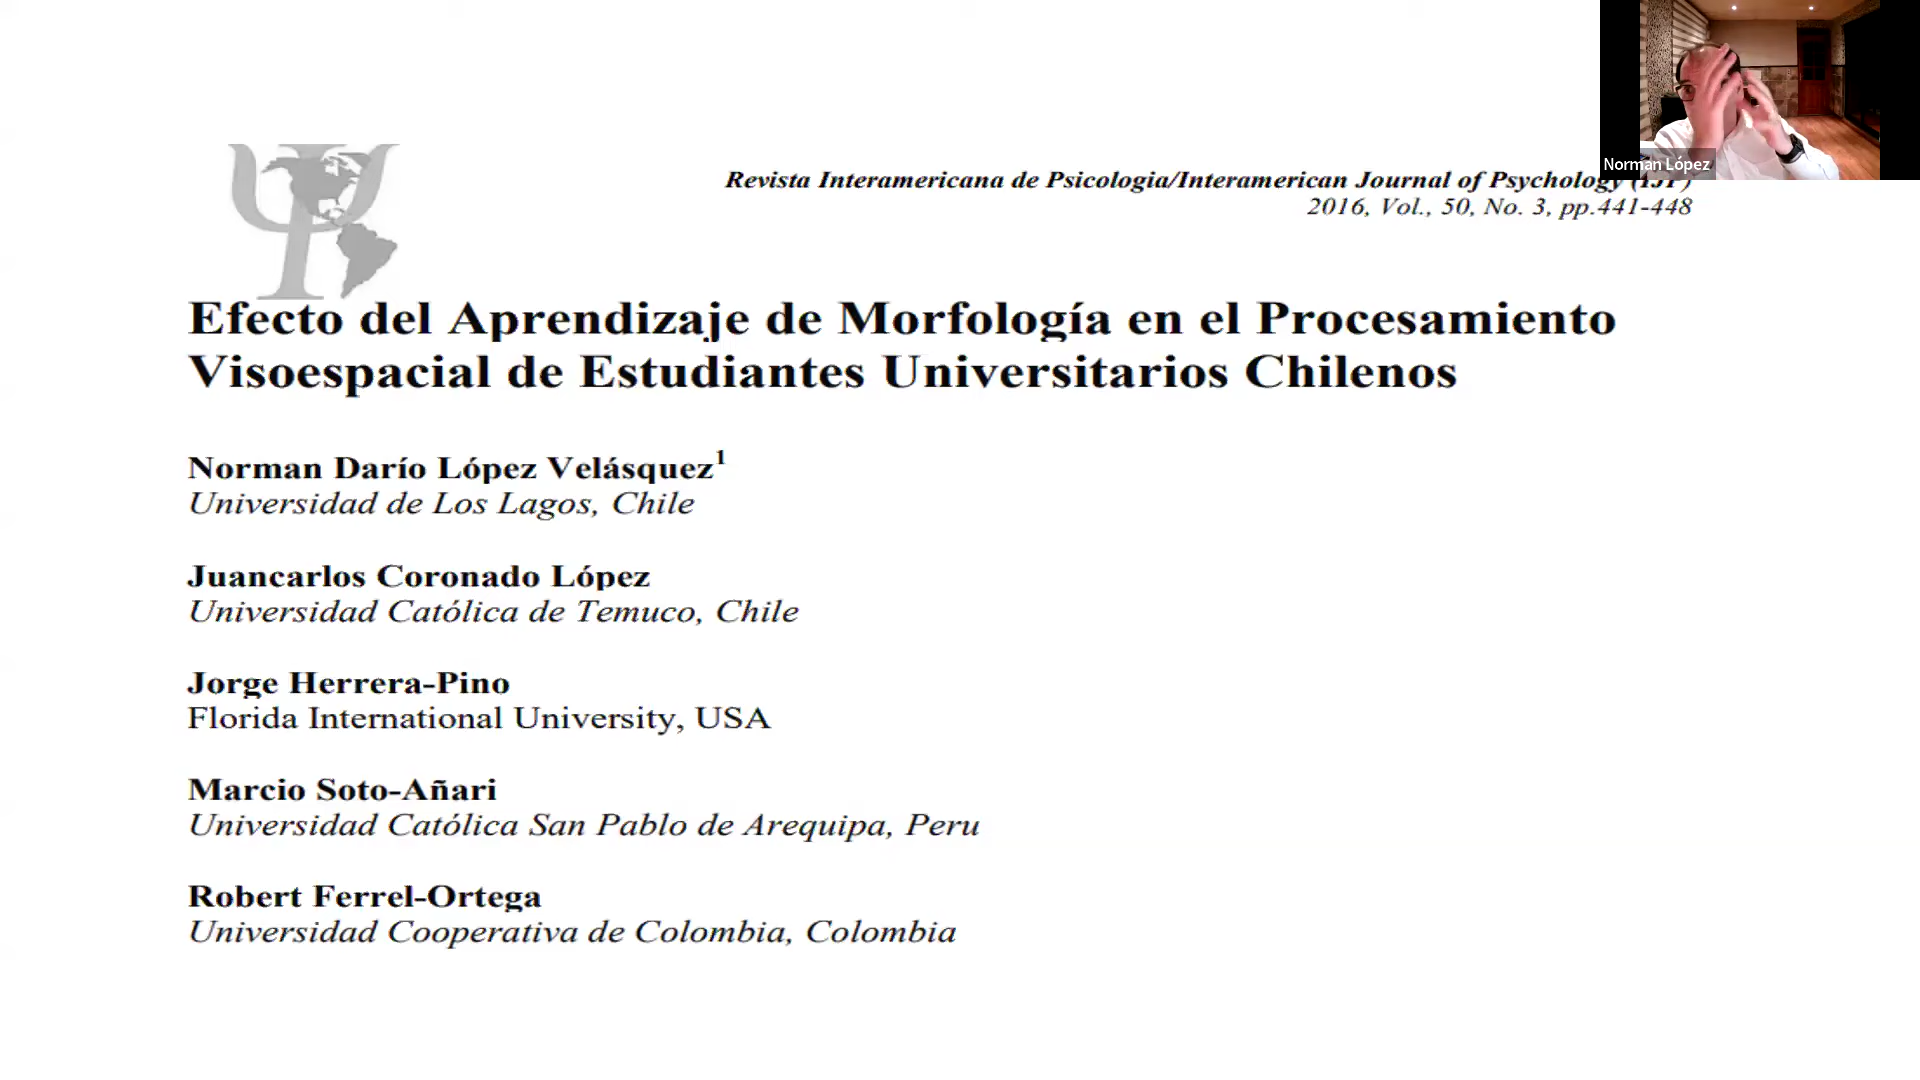 Norman López
Revista Interamericana de Psicologia/Interamerican Journal of Psychology (IJP)
2016, Vol., 50, No. 3, pp.441-448
Efecto del Aprendizaje de Morfología en el Procesamiento
Visoespacial de Estudiantes Universitarios Chilenos
Norman Darío López Velásquez¹
Universidad de Los Lagos, Chile
Juancarlos Coronado López
Universidad Católica de Temuco, Chile
Jorge Herrera-Pino
Florida International University, USA
Marcio Soto-Añari
Universidad Católica San Pablo de Arequipa, Peru
Robert Ferrel-Ortega
Universidad Cooperativa de Colombia, Colombia